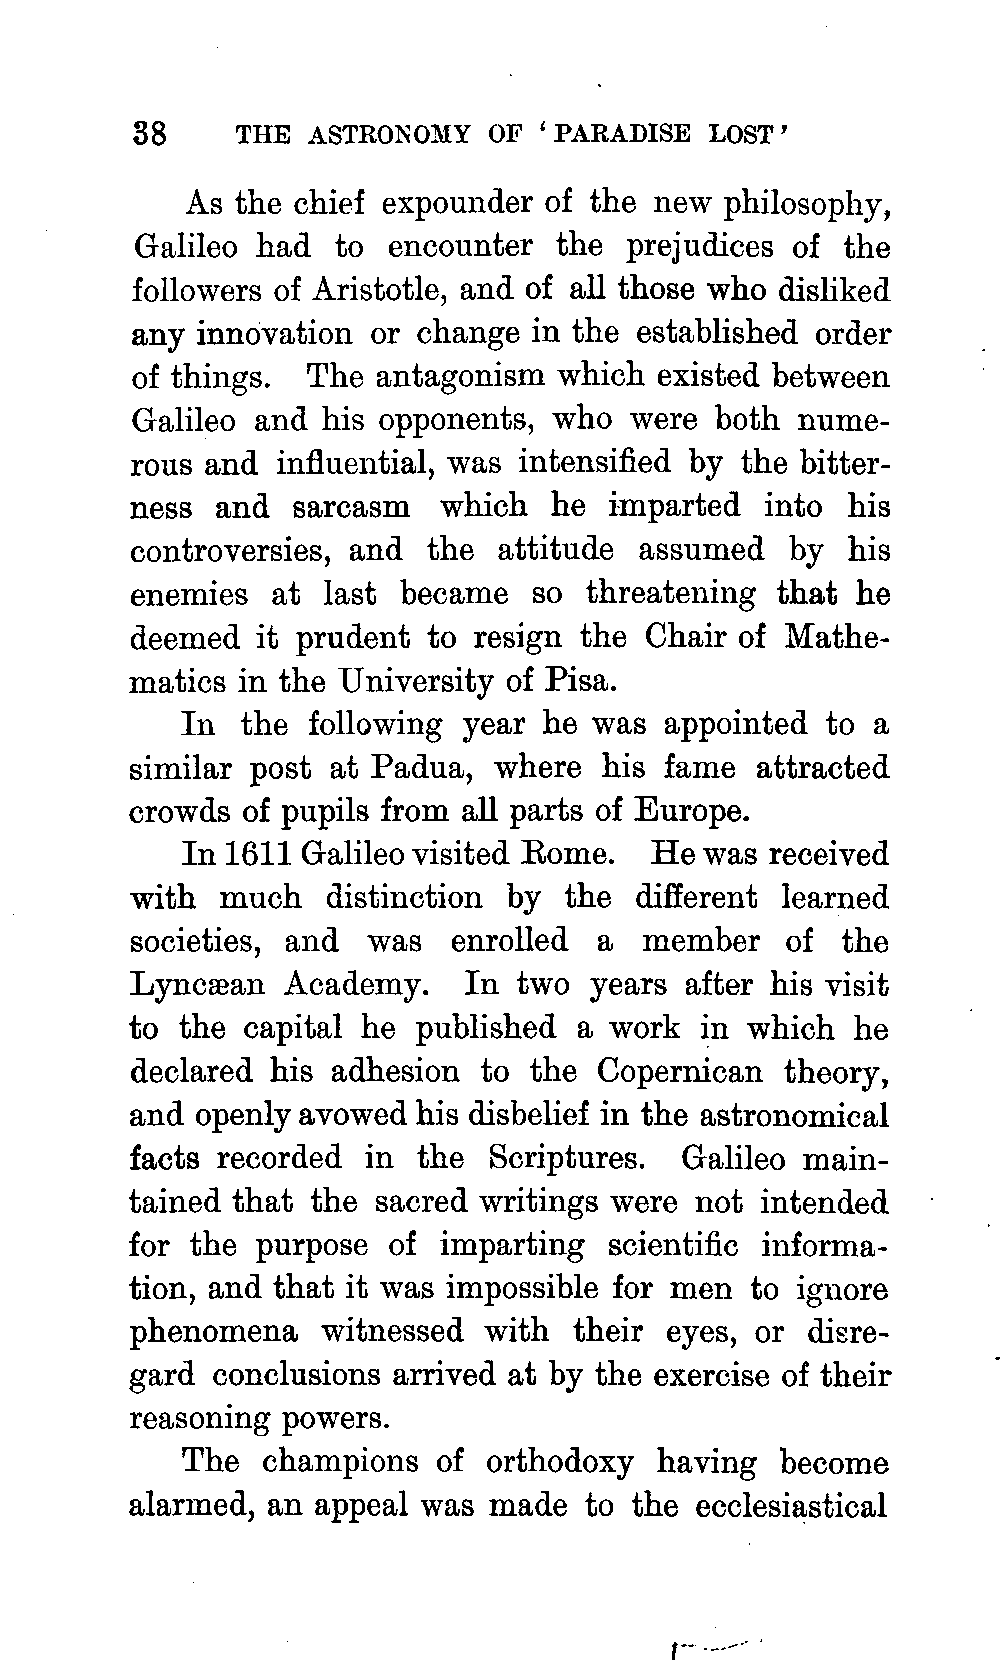 38 THE ASTRONOMY OF ‘PARADISE LOST’
As the chief expounder of the new philosophy,
Galileo had to encounter the prejudices of the
followers of Aristotle, and of all those who disliked
any innovation or change in the established order
of things. The antagonism which existed between
Galileo and his opponents, who were both nume-
rous and influential, was intensified by the bitter-
ness and sarcasm which he imparted into his
controversies, and the attitude assumed by his
enemies at last became so threatening that he
deemed it prudent to resign the Chair of Mathe-
matics in the University of Pisa.
In the following year he was appointed to a
similar post at Padua, where his fame attracted
crowds of pupils from all parts of Europe.
In 1611 Galileo visited Rome. He was received
with much distinction by the different learned
societies, and was enrolled a member of the
Lyncæan Academy. In two years after his visit
to the capital he published a work in which he
declared his adhesion to the Copernican theory,
and openly avowed his disbelief in the astronomical
facts recorded in the Scriptures. Galileo main-
tained that the sacred writings were not intended
for the purpose of imparting scientific informa-
tion, and that it was impossible for men to ignore
phenomena witnessed with their eyes, or disre-
gard conclusions arrived at by the exercise of their
reasoning powers.
The champions of orthodoxy having become
alarmed, an appeal was made to the ecclesiastical